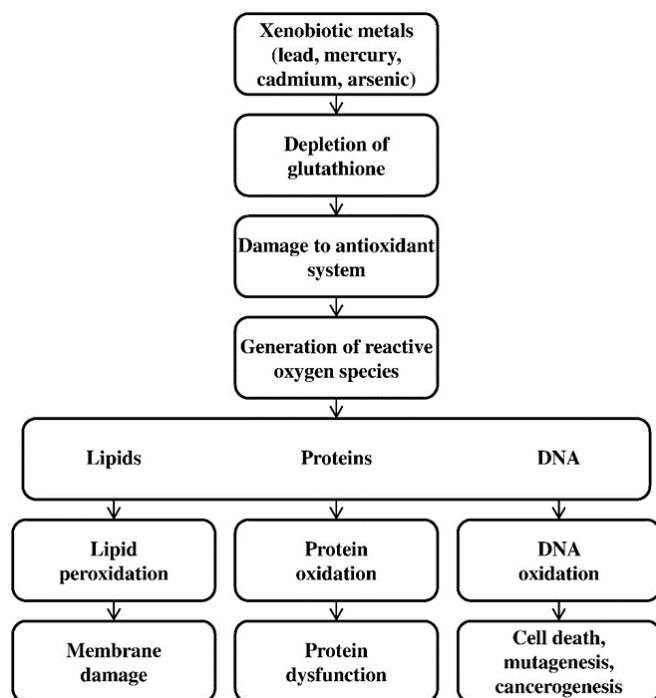 Xenobiotic metals
(lead, mercury,
cadmium, arsenic)
Depletion of
glutathione
Damage to antioxidant
system
Generation of reactive
oxygen species
Lipids
Proteins
DNA
Lipid
peroxidation
Protein
oxidation
DNA
oxidation
Membrane
damage
Protein
dysfunction
Cell death,
mutagenesis,
cancerogenesis